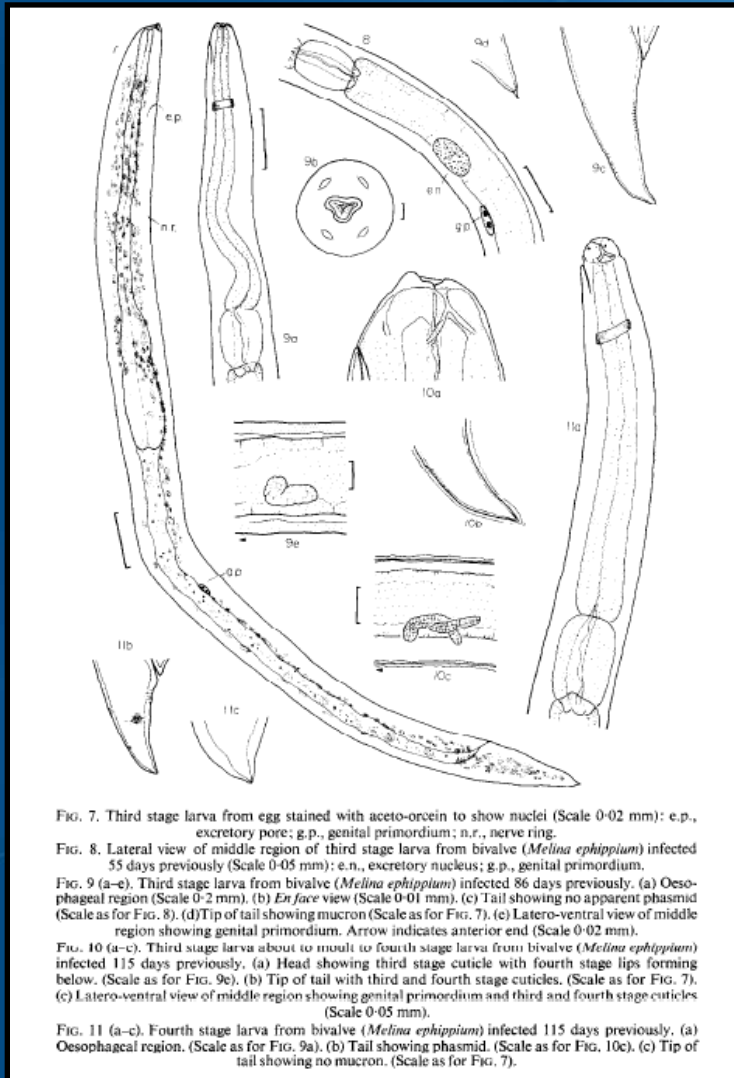 r
8
9d
e.p.
9b
9c
n.r.
e.n.
g.p.
9a
10a
11a
10b
9e
g.p.
10c
11b
11c
FIG. 7. Third stage larva from egg stained with aceto-orcein to show nuclei (Scale 0·02 mm): e.p.,
excretory pore; g.p., genital primordium; n.r., nerve ring.
FIG. 8. Lateral view of middle region of third stage larva from bivalve (Melina ephippium) infected
55 days previously (Scale 0·05 mm): e.n., excretory nucleus; g.p., genital primordium.
FIG. 9 (a–e). Third stage larva from bivalve (Melina ephippium) infected 86 days previously. (a) Oeso-
phageal region (Scale 0·2 mm). (b) En face view (Scale 0·01 mm). (c) Tail showing no apparent phasmid
(Scale as for FIG. 8). (d)Tip of tail showing mucron (Scale as for FIG. 7). (e) Latero-ventral view of middle
region showing genital primordium. Arrow indicates anterior end (Scale 0·02 mm).
FIG. 10 (a–c). Third stage larva about to moult to fourth stage larva from bivalve (Melina ephippium)
infected 115 days previously. (a) Head showing third stage cuticle with fourth stage lips forming
below. (Scale as for FIG. 9e). (b) Tip of tail with third and fourth stage cuticles. (Scale as for FIG. 7).
(c) Latero-ventral view of middle region showing genital primordium and third and fourth stage cuticles
(Scale 0·05 mm).
FIG. 11 (a–c). Fourth stage larva from bivalve (Melina ephippium) infected 115 days previously. (a)
Oesophageal region. (Scale as for FIG. 9a). (b) Tail showing phasmid. (Scale as for FIG. 10c). (c) Tip of
tail showing no mucron. (Scale as for FIG. 7).